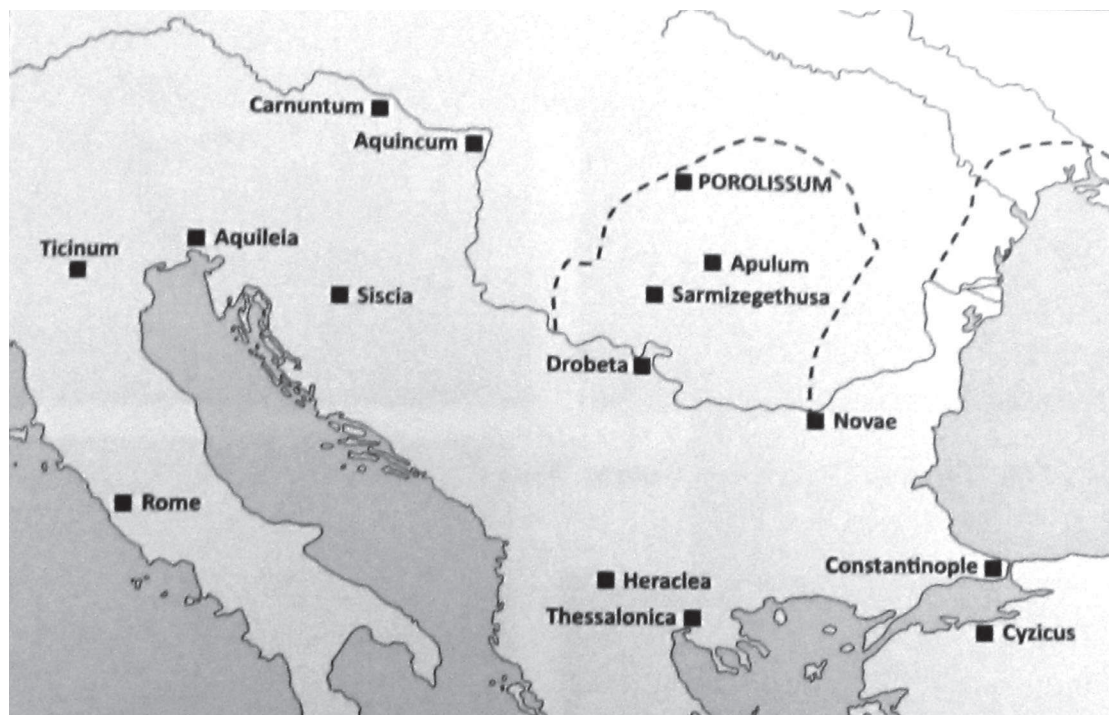 Carnuntum
Aquincum
POROLISSUM
Ticinum
Aquileia
Apulum
Siscia
Sarmizegethusa
Drobeta
Novae
Rome
Constantinople
Heraclea
Thessalonica
Cyzicus